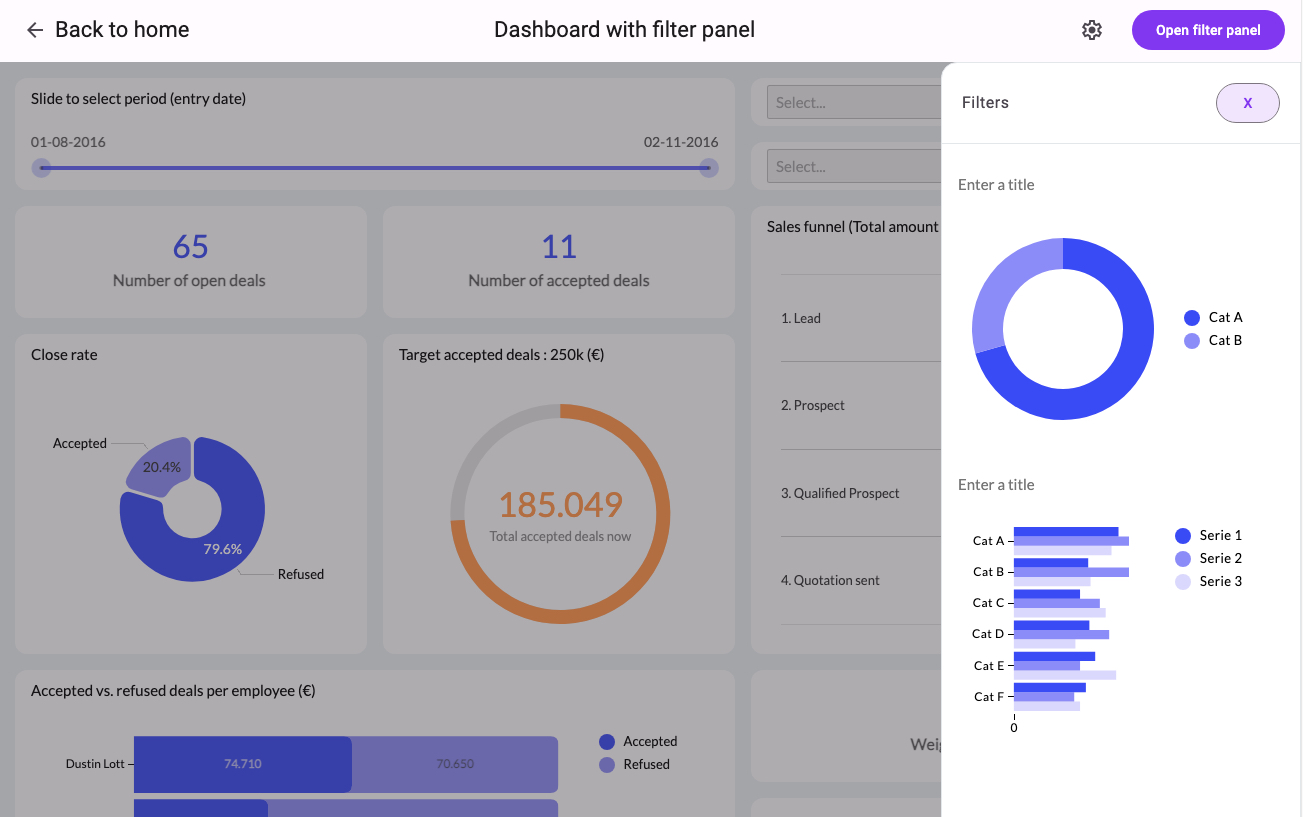 Back to home
Dashboard with filter panel
Open filter panel
Slide to select period (entry date)
01-08-2016
02-11-2016
Select...
Select...
65
Number of open deals
11
Number of accepted deals
Close rate
Accepted
20.4%
79.6%
Refused
Target accepted deals : 250k (€)
185.049
Total accepted deals now
Sales funnel (Total amount
1. Lead
2. Prospect
3. Qualified Prospect
4. Quotation sent
Accepted vs. refused deals per employee (€)
Dustin Lott
74.710
70.650
Accepted
Refused
Filters
X
Enter a title
Cat A
Cat B
Enter a title
Cat A
Cat B
Cat C
Cat D
Cat E
Cat F
0
Serie 1
Serie 2
Serie 3